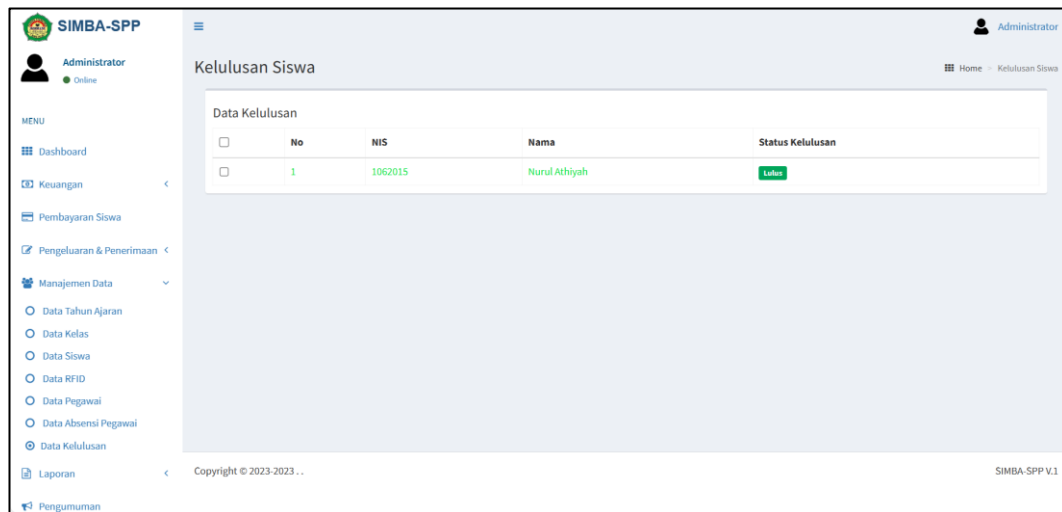 SIMBA-SPP
Administrator
Administrator
Online
Kelulusan Siswa
Home > Kelulusan Siswa
MENU
Dashboard
Keuangan
Pembayaran Siswa
Pengeluaran & Penerimaan
Manajemen Data
Data Tahun Ajaran
Data Kelas
Data Siswa
Data RFID
Data Pegawai
Data Absensi Pegawai
Data Kelulusan
Laporan
Pengumuman
Data Kelulusan
No NIS Nama Status Kelulusan
1 1062015 Nurul Athiyah Lulus
Copyright © 2023-2023 . .
SIMBA-SPP V.1